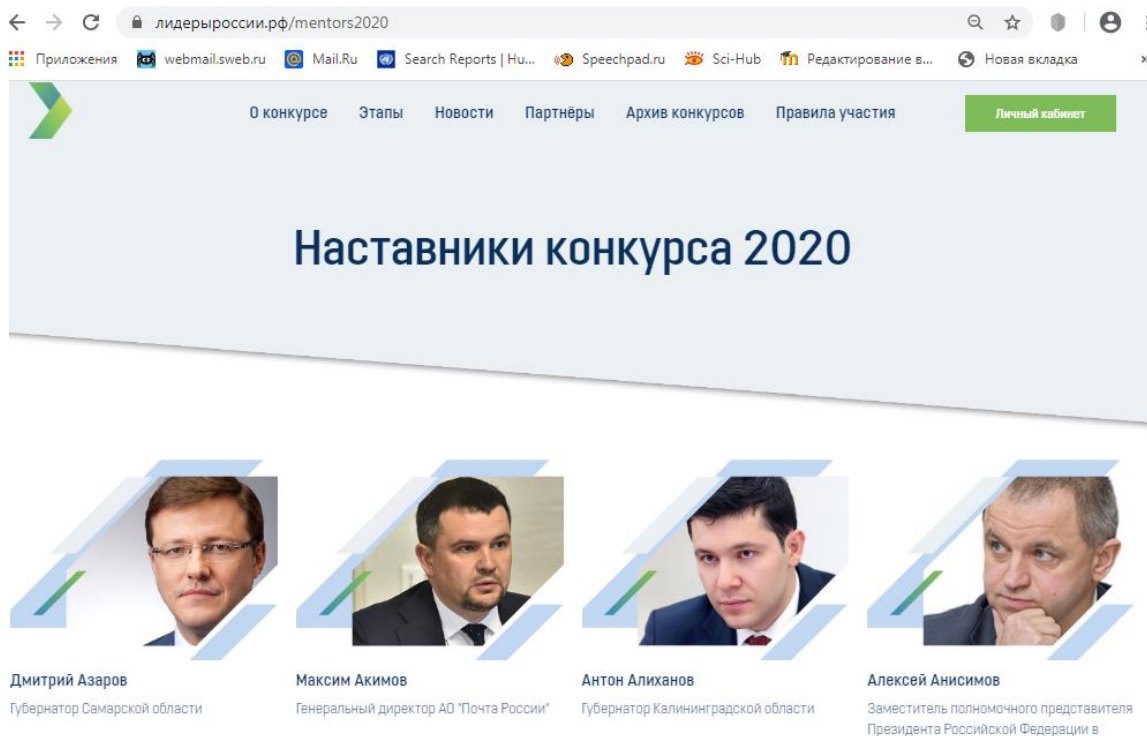 лидерыроссии.рф/mentors2020
Приложения webmail.sweb.ru Mail.Ru Search Reports | Hu... Speechpad.ru Sci-Hub Редактирование в... Новая вкладка
О конкурсе Этапы Новости Партнёры Архив конкурсов Правила участия Личный кабинет
Наставники конкурса 2020
Дмитрий Азаров
Губернатор Самарской области
Максим Акимов
Генеральный директор АО "Почта России"
Антон Алиханов
Губернатор Калининградской области
Алексей Анисимов
Заместитель полномочного представителя
Президента Российской Федерации в